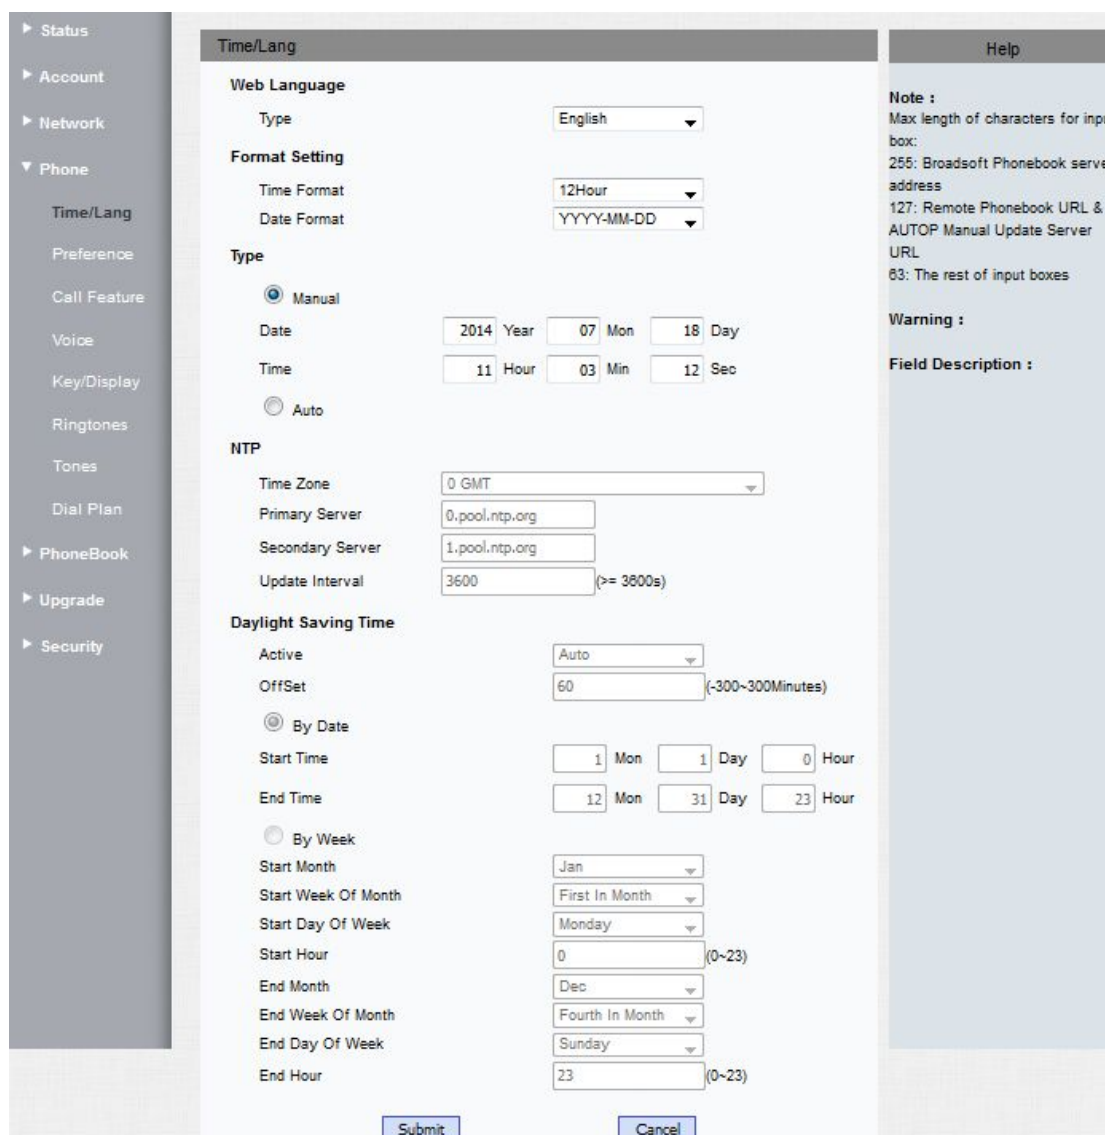 Status
Account
Network
Phone
Time/Lang
Preference
Call Feature
Voice
Key/Display
Ringtones
Tones
Dial Plan
PhoneBook
Upgrade
Security
Time/Lang
Web Language
Type English
Format Setting
Time Format 12Hour
Date Format YYYY-MM-DD
Type
Manual
Date 2014 Year 07 Mon 18 Day
Time 11 Hour 03 Min 12 Sec
Auto
NTP
Time Zone 0 GMT
Primary Server 0.pool.ntp.org
Secondary Server 1.pool.ntp.org
Update Interval 3600 (>= 3600s)
Daylight Saving Time
Active Auto
OffSet 60 (-300~300Minutes)
By Date
Start Time 1 Mon 1 Day 0 Hour
End Time 12 Mon 31 Day 23 Hour
By Week
Start Month Jan
Start Week Of Month First In Month
Start Day Of Week Monday
Start Hour 0 (0~23)
End Month Dec
End Week Of Month Fourth In Month
End Day Of Week Sunday
End Hour 23 (0~23)
Submit Cancel
Help
Note :
Max length of characters for inpu
box:
255: Broadsoft Phonebook serve
address
127: Remote Phonebook URL &
AUTOP Manual Update Server
URL
63: The rest of input boxes
Warning :
Field Description :